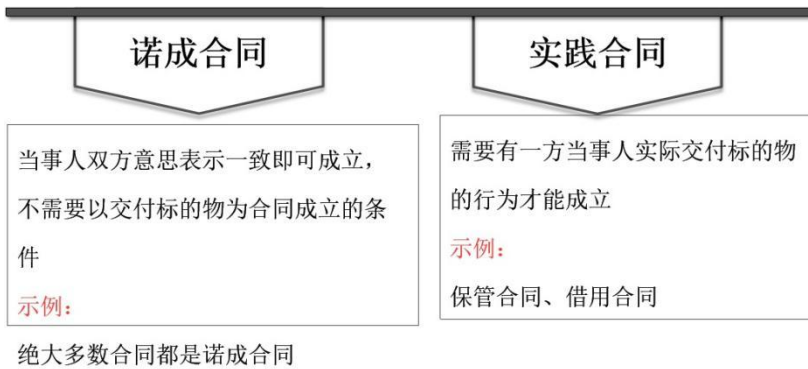 诺成合同
当事人双方意思表示一致即可成立，
不需要以交付标的物为合同成立的条
件
示例：
绝大多数合同都是诺成合同
实践合同
需要有一方当事人实际交付标的物
的行为才能成立
示例：
保管合同、借用合同